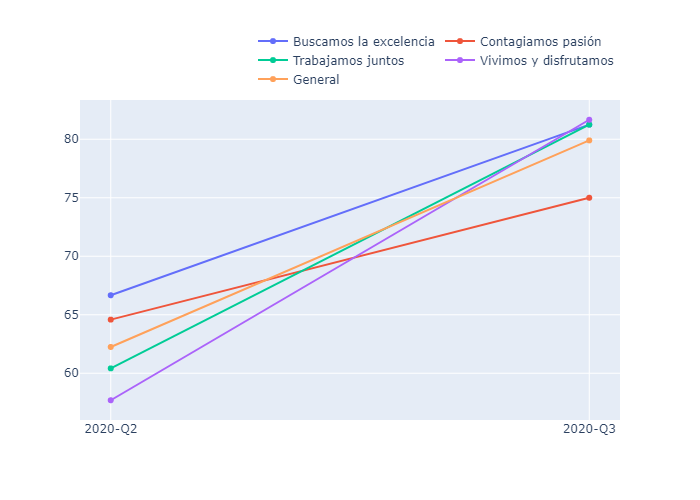 Buscamos la excelencia Contagiamos pasión
Trabajamos juntos Vivimos y disfrutamos
General
80
75
70
65
60
2020-Q2 2020-Q3